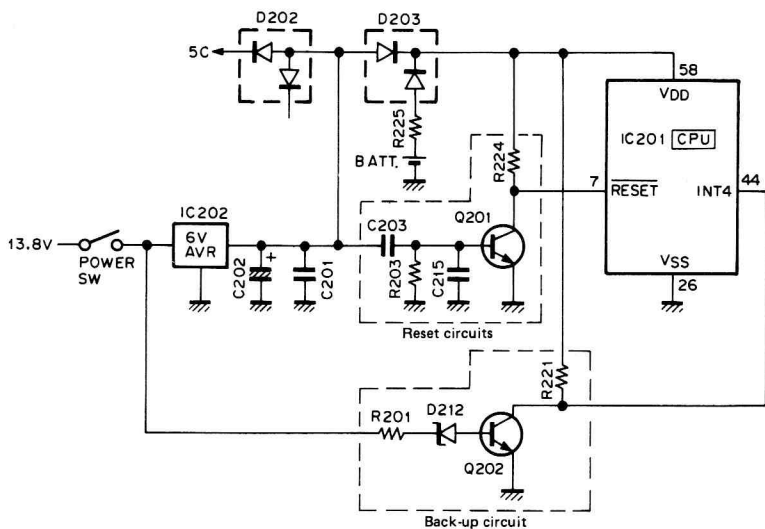 D202
D203
5C
58
VDD
R225
R224
IC201 CPU
BATT.
7
44
RESET
INT4
IC202
C203
Q201
13.8V
6V
AVR
POWER
SW
C202
+
C201
R203
C215
VSS
26
Reset circuits
R221
R201
D212
Q202
Back-up circuit